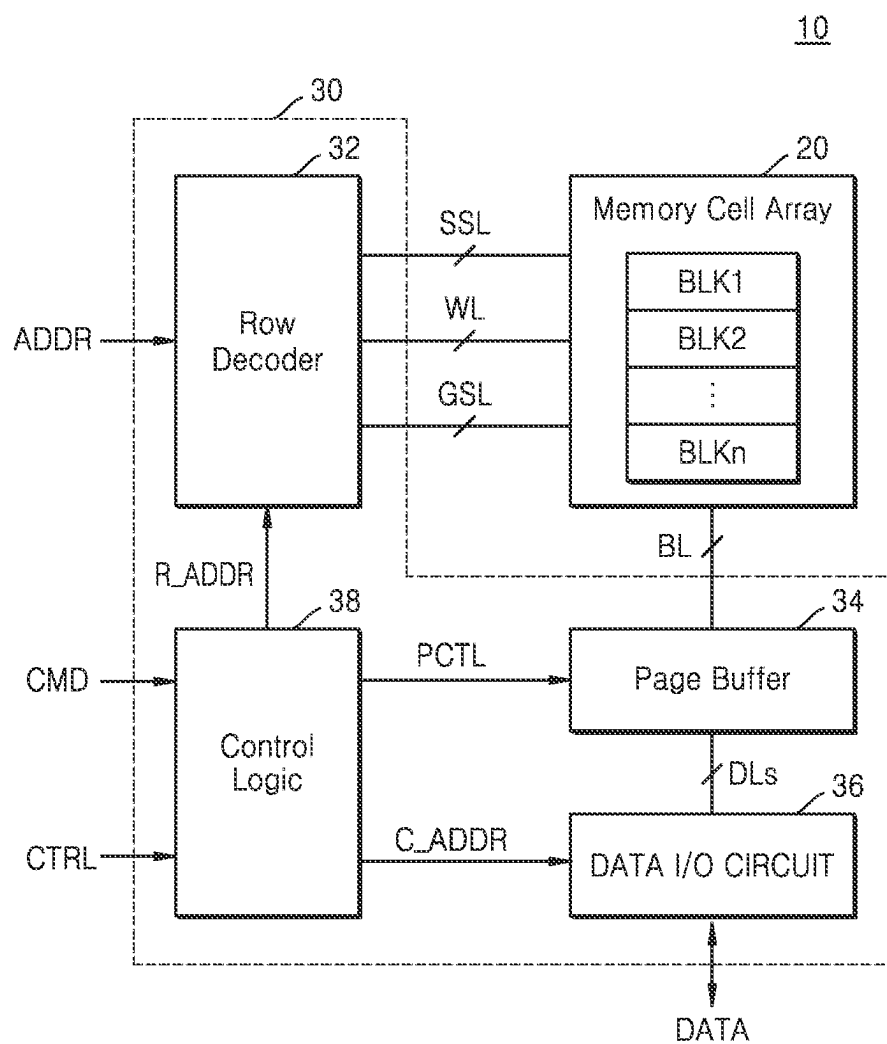 10
30
32
20
Memory Cell Array
SSL
BLK1
WL
ADDR
Row
Decoder
BLK2
⋮
GSL
BLKn
BL
R_ADDR
38
34
PCTL
CMD
Page Buffer
Control
Logic
DLs
36
C_ADDR
CTRL
DATA I/O CIRCUIT
DATA